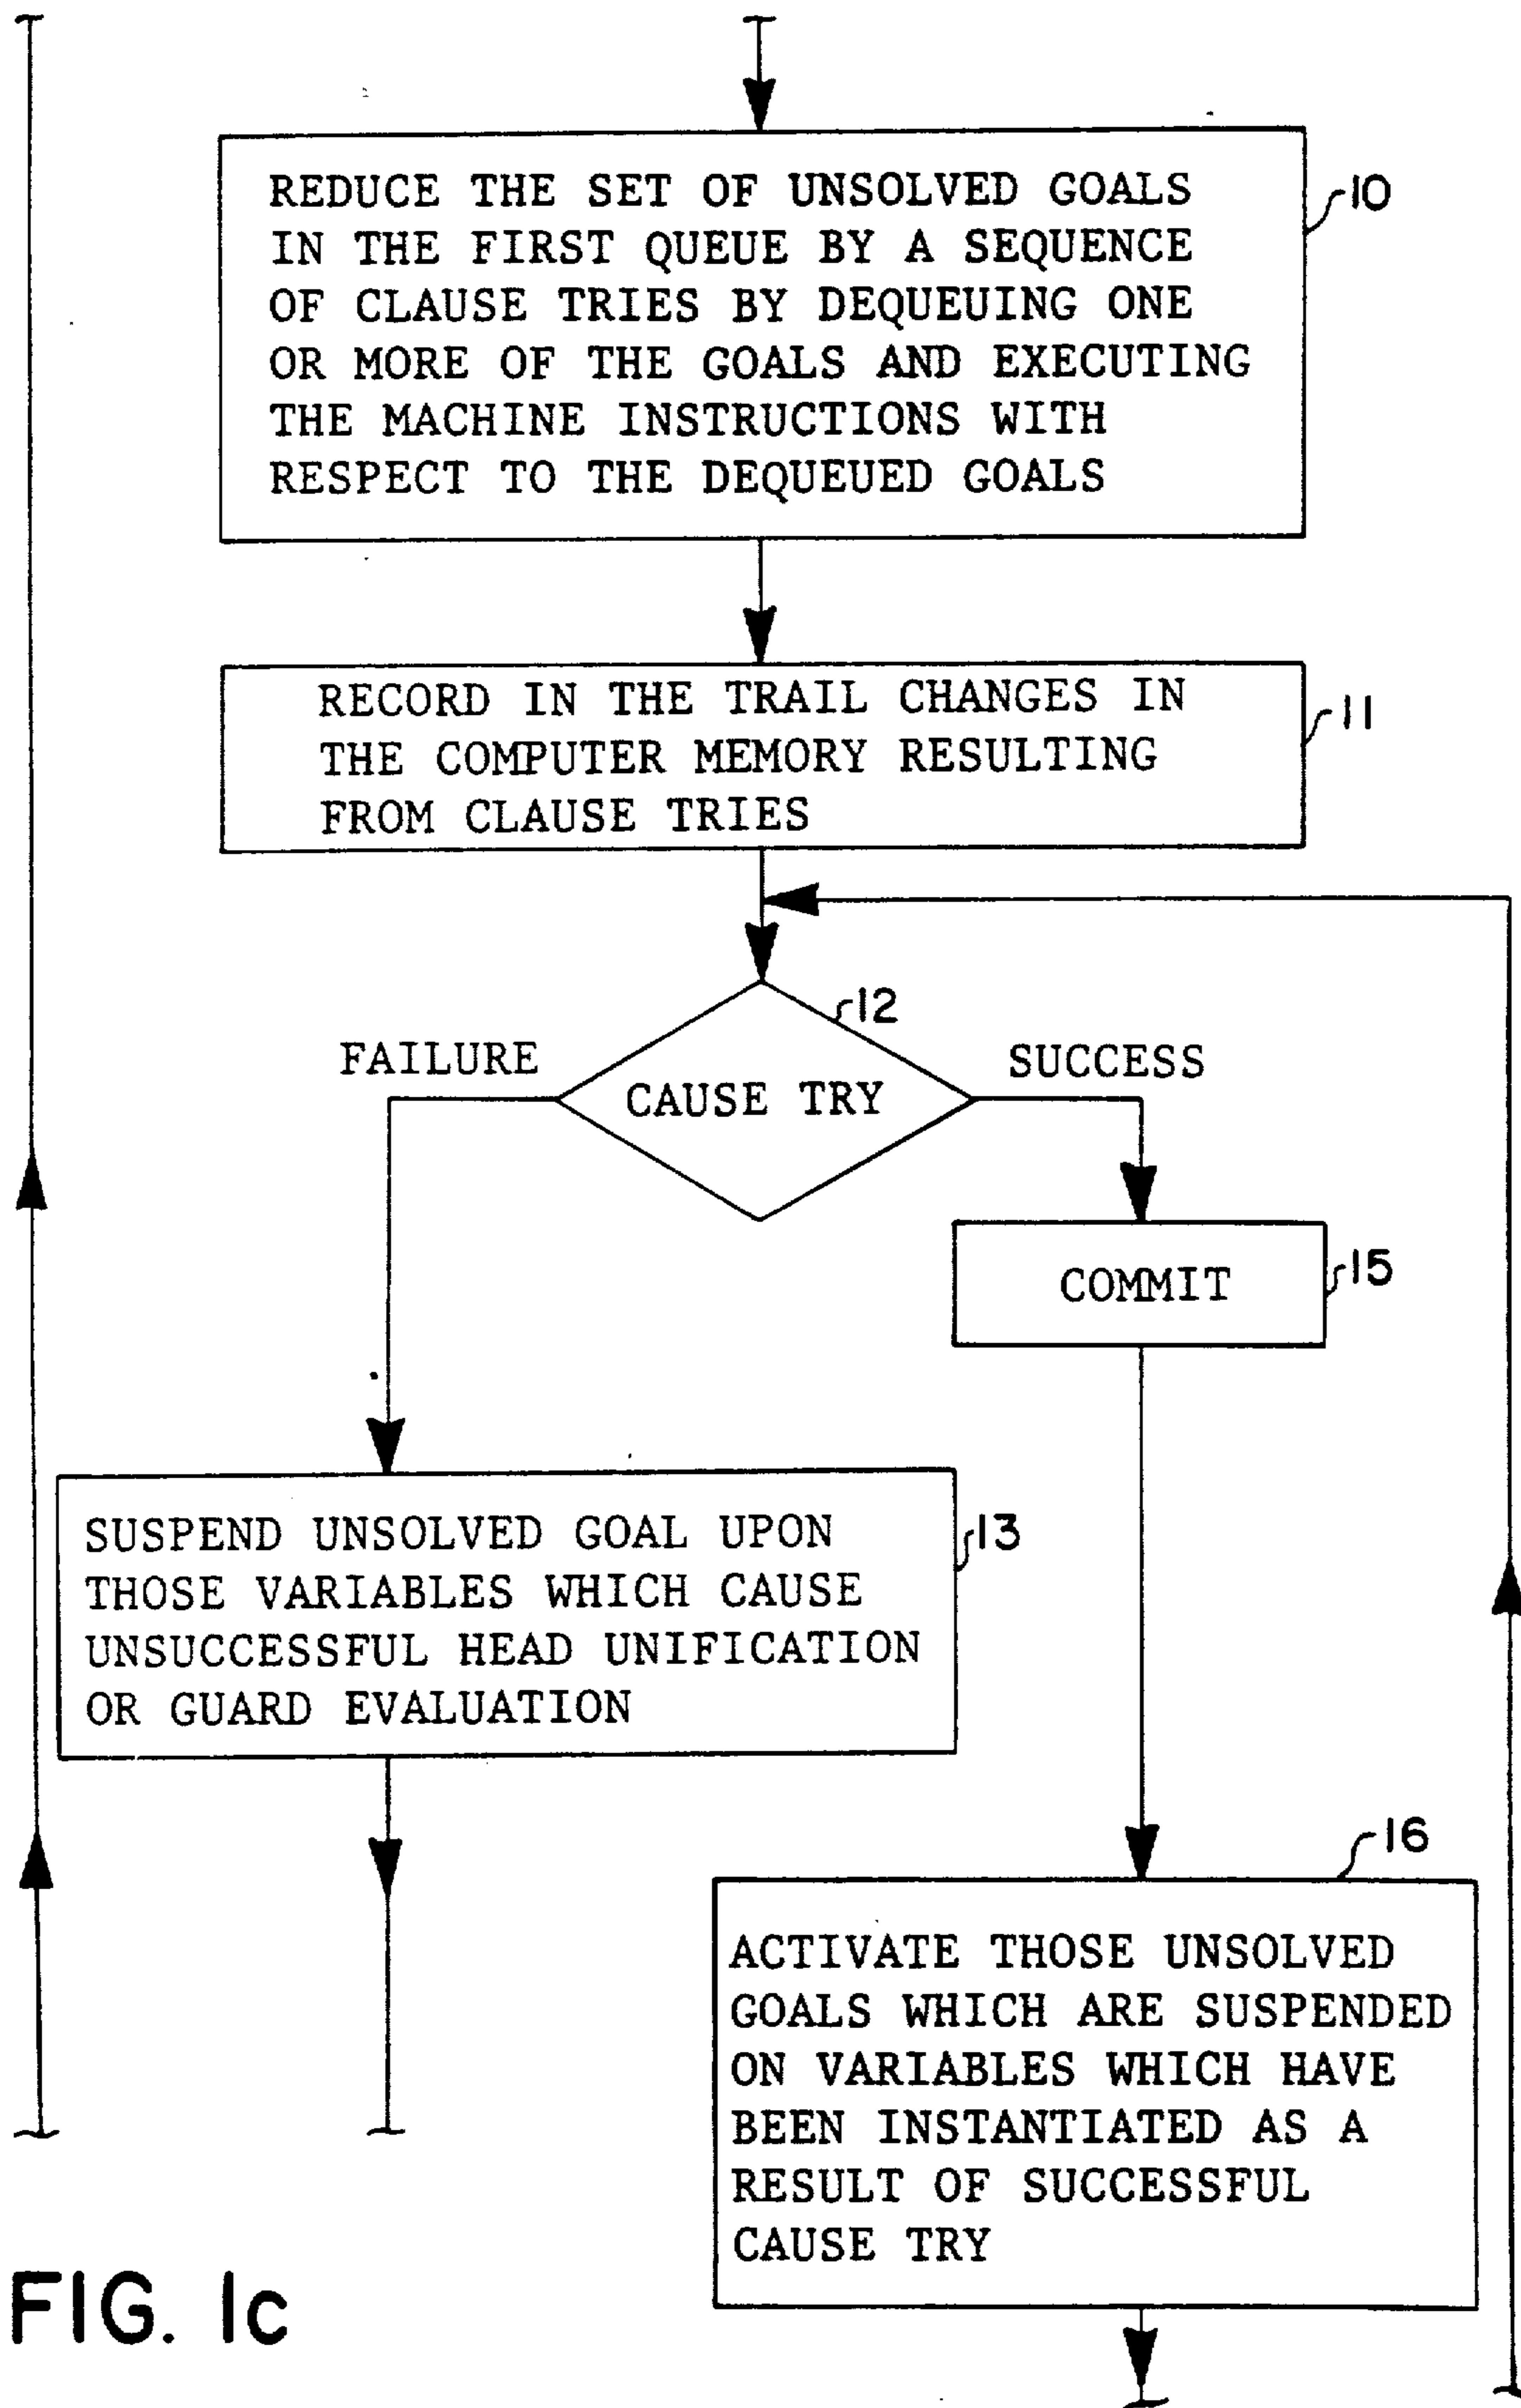 REDUCE THE SET OF UNSOLVED GOALS
IN THE FIRST QUEUE BY A SEQUENCE
OF CLAUSE TRIES BY DEQUEUING ONE
OR MORE OF THE GOALS AND EXECUTING
THE MACHINE INSTRUCTIONS WITH
RESPECT TO THE DEQUEUED GOALS
10
RECORD IN THE TRAIL CHANGES IN
THE COMPUTER MEMORY RESULTING
FROM CLAUSE TRIES
11
12
FAILURE
CAUSE TRY
SUCCESS
COMMIT
15
SUSPEND UNSOLVED GOAL UPON
THOSE VARIABLES WHICH CAUSE
UNSUCCESSFUL HEAD UNIFICATION
OR GUARD EVALUATION
13
16
ACTIVATE THOSE UNSOLVED
GOALS WHICH ARE SUSPENDED
ON VARIABLES WHICH HAVE
BEEN INSTANTIATED AS A
RESULT OF SUCCESSFUL
CAUSE TRY
FIG. 1c